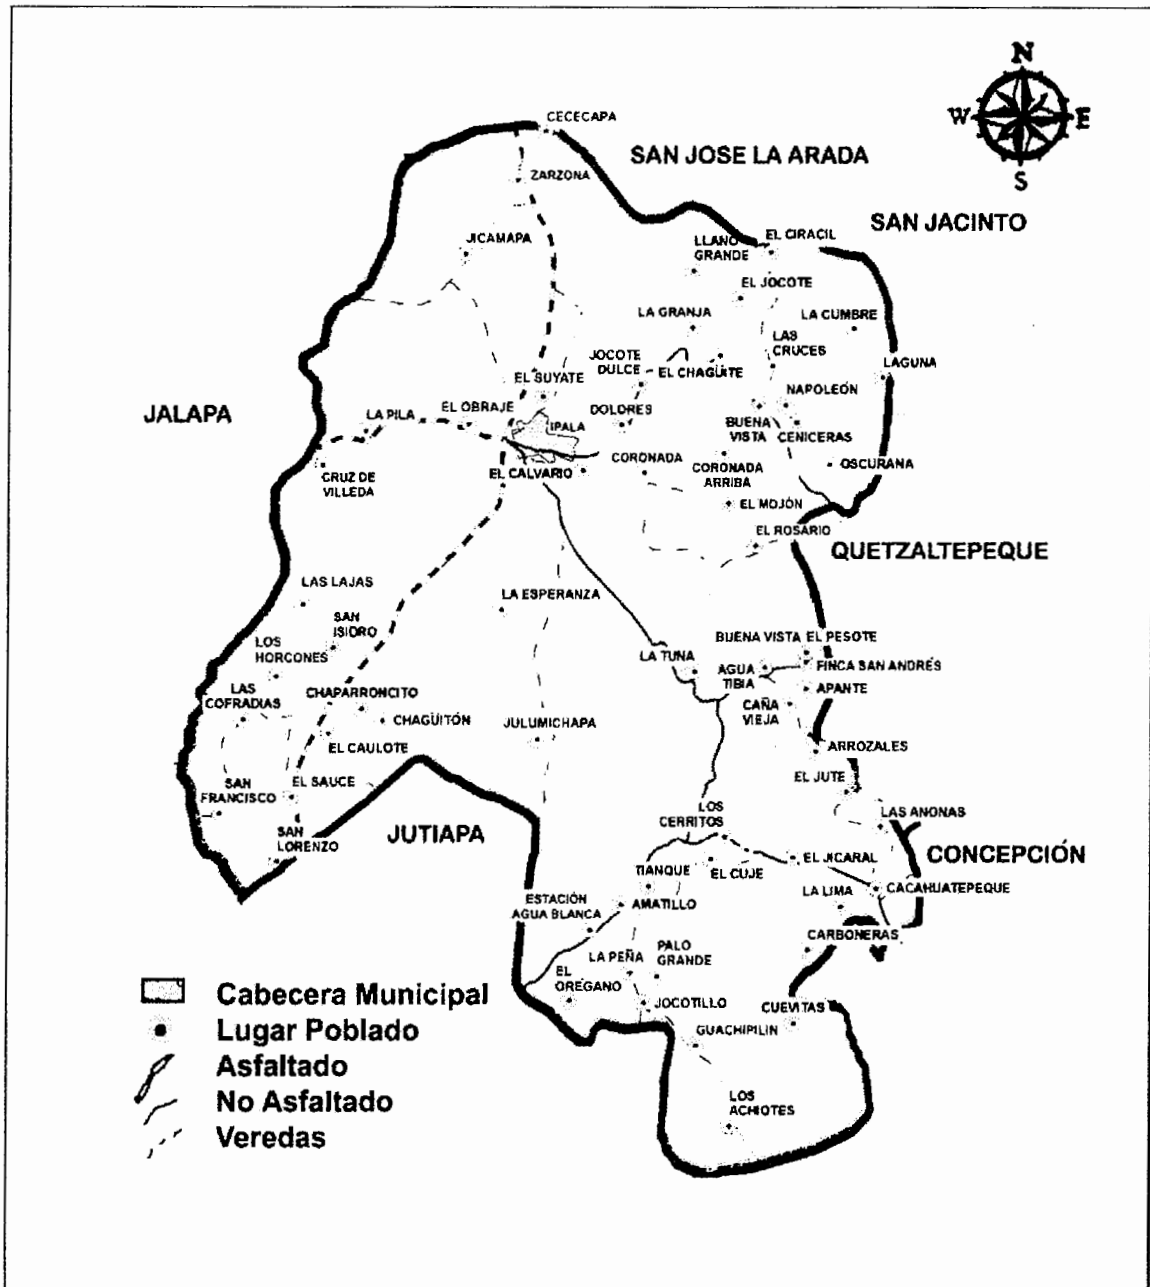 N
W E
S
CECECAPA
SAN JOSE LA ARADA
ZARZONA
SAN JACINTO
EL CIRACIL
JICAMAPA
LLANO
GRANDE
EL JOCOTE
LA GRANJA
LA CUMBRE
LAS
CRUCES
JOCOTE
DULCE
EL CHAGÜITE
LAGUNA
EL SUYATE
NAPOLEÓN
JALAPA
LA PILA
EL OBRAJE
DOLORES
IPALA
BUENA
VISTA
CENICERAS
CRUZ DE
VILLEDA
EL CALVARIO
CORONADA
CORONADA
ARRIBA
OSCURANA
EL MOJÓN
EL ROSARIO
QUETZALTEPEQUE
LAS LAJAS
LA ESPERANZA
SAN
ISIDRO
LOS
HORCONES
BUENA VISTA EL PESOTE
LA TUNA
AGUA
TIBIA
FINCA SAN ANDRÉS
APANTE
LAS
COFRADIAS
CHAPARRONCITO
CAÑA
VIEJA
CHAGÜITÓN
JULUMICHAPA
EL CAULOTE
ARROZALES
SAN
FRANCISCO
EL SAUCE
EL JUTE
LOS
CERRITOS
LAS ANONAS
JUTIAPA
SAN
LORENZO
CONCEPCIÓN
EL JICARAL
TIANQUE
EL CUJE
LA LIMA
CACAHUATEPEQUE
ESTACIÓN
AGUA BLANCA
AMATILLO
CARBONERAS
LA PEÑA
PALO
GRANDE
EL
OREGANO
JOCOTILLO
CUEVITAS
GUACHIPILIN
LOS
ACHIOTES
Cabecera Municipal
Lugar Poblado
Asfaltado
No Asfaltado
Veredas